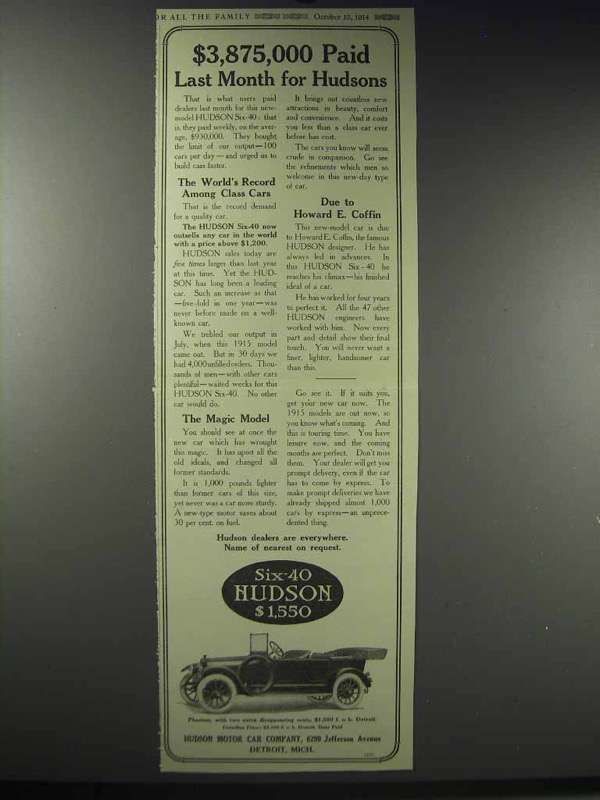 OR ALL THE FAMILY
October 15, 1914
$3,875,000 Paid
Last Month for Hudsons
That is what users paid
dealers last month for this new-
model HUDSON Six-40: that
is, they paid weekly, on the aver-
age, $930,000. They bought
the limit of our output—100
cars per day—and urged us to
build cars faster.
The World's Record
Among Class Cars
That is the record demand
for a quality car.
The HUDSON Six-40 now
outsells any car in the world
with a price above $1,200.
HUDSON sales today are
five times larger than last year
at this time. Yet the HUD-
SON has long been a leading
car. Such an increase as that
—five-fold in one year—was
never before made on a well-
known car.
We trebled our output in
July, when this 1915 model
came out. But in 30 days we
had 4,000 unfilled orders. Thou-
sands of men—with other cars
plentiful—waited weeks for this
HUDSON Six-40. No other
car would do.
The Magic Model
You should see at once the
new car which has wrought
this magic. It has upset all the
old ideals, and changed all
former standards.
It is 1,000 pounds lighter
than former cars of this size,
yet never was a car more sturdy.
A new-type motor saves about
30 per cent. on fuel.
It brings out countless new
attractions in beauty, comfort
and convenience. And it costs
you less than a class car ever
before has cost.
The cars you know will seem
crude in comparison. Go see
the refinements which men so
welcome in this new-day type
of car.
Due to
Howard E. Coffin
This new-model car is due
to Howard E. Coffin, the famous
HUDSON designer. He has
always led in advances. In
this HUDSON Six-40 he
reaches his climax—his finished
ideal of a car.
He has worked for four years
to perfect it. All the 47 other
HUDSON engineers have
worked with him. Now every
part and detail show their final
touch. You will never want a
finer, lighter, handsomer car
than this.
Go see it. If it suits you,
get your new car now. The
1915 models are out now, so
you know what's coming. And
this is touring time. You have
leisure now, and the coming
months are perfect. Don't miss
them. Your dealer will get you
prompt delivery, even if the car
has to come by express. To
make prompt deliveries we have
already shipped almost 1,000
cars by express—an unprece-
dented thing.
Hudson dealers are everywhere.
Name of nearest on request.
Six-40
HUDSON
$1,550
Phaeton, with two extra disappearing seats, $1,550 f. o. b. Detroit
Canadian Price f. o. b. Detroit, Duty Paid
HUDSON MOTOR CAR COMPANY, Jefferson Avenue
DETROIT, MICH.